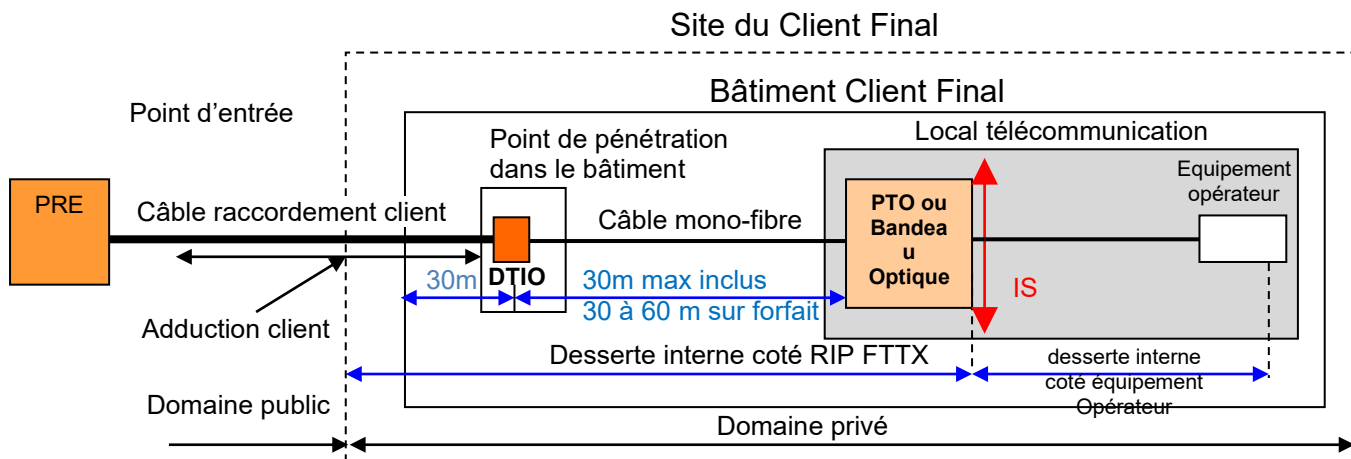 Site du Client Final
Bâtiment Client Final
Point d’entrée
Local télécommunication
Point de pénétration
dans le bâtiment
Equipement
opérateur
PRE
Câble raccordement client
Câble mono-fibre
PTO ou
Bandea
u
Optique
DTIO
30m
30m max inclus
30 à 60 m sur forfait
IS
Adduction client
Desserte interne coté RIP FTTX
desserte interne
coté équipement
Opérateur
Domaine public
Domaine privé